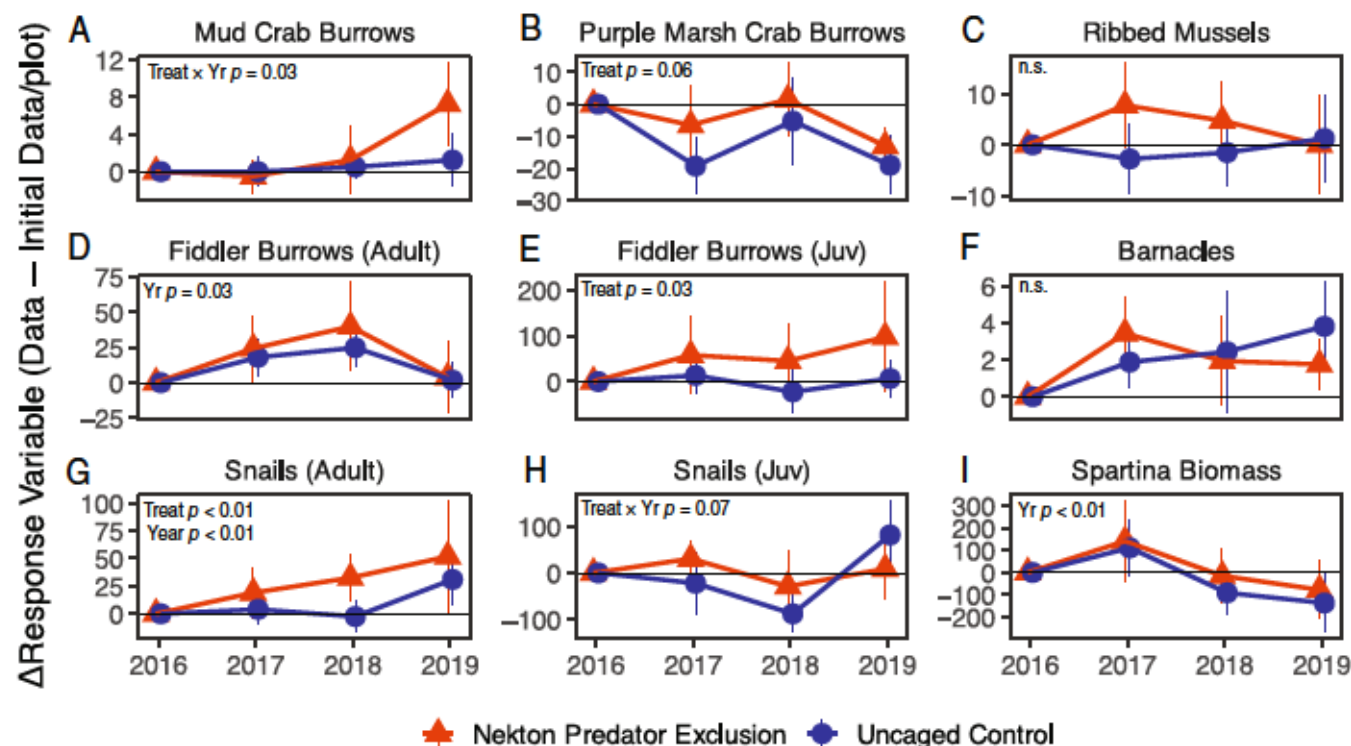 ΔResponse Variable (Data — Initial Data/plot)
A Mud Crab Burrows
Treat × Yr p = 0.03
12
8
4
0
B Purple Marsh Crab Burrows
Treat p = 0.06
10
0
−10
−20
−30
C Ribbed Mussels
n.s.
10
0
−10
D Fiddler Burrows (Adult)
Yr p = 0.03
75
50
25
0
−25
E Fiddler Burrows (Juv)
Treat p = 0.03
200
100
0
F Barnacles
n.s.
6
4
2
0
G Snails (Adult)
Treat p < 0.01
Year p < 0.01
100
75
50
25
0
2016 2017 2018 2019
H Snails (Juv)
Treat × Yr p = 0.07
100
0
−100
2016 2017 2018 2019
I Spartina Biomass
Yr p < 0.01
300
200
100
0
−100
−200
2016 2017 2018 2019
Nekton Predator Exclusion Uncaged Control